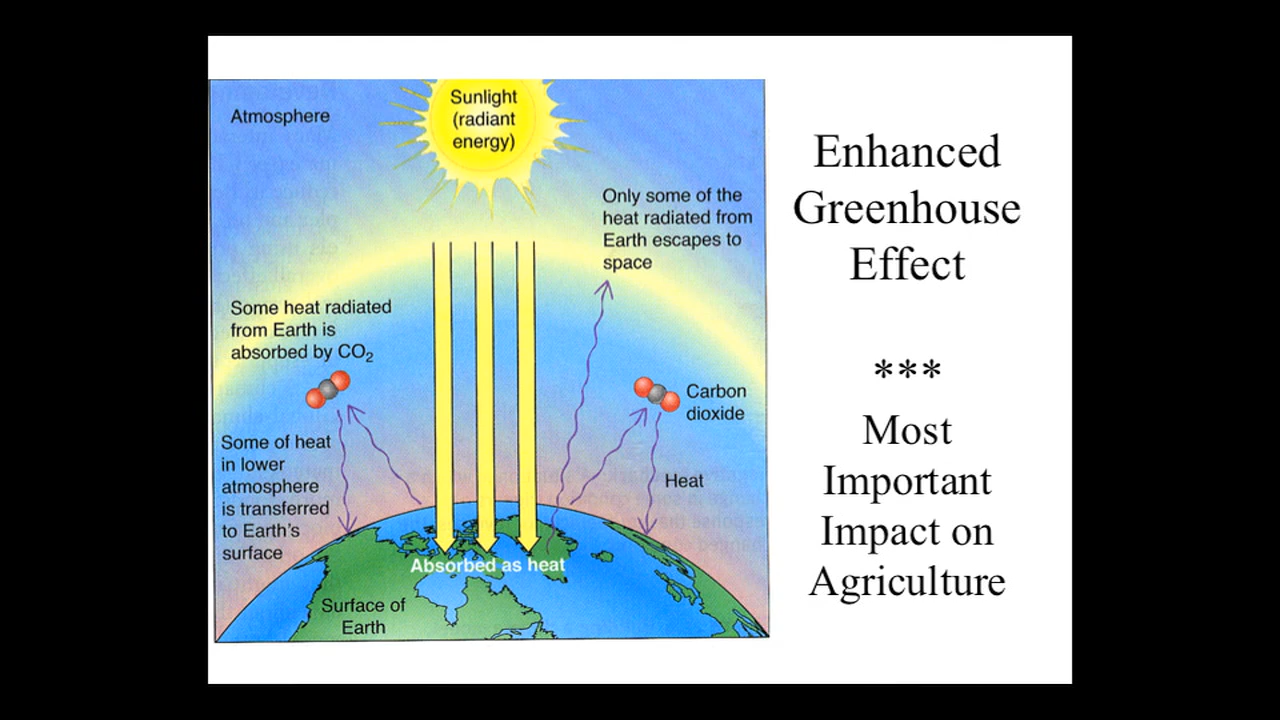 Atmosphere
Sunlight
(radiant
energy)
Only some of the
heat radiated from
Earth escapes to
space
Some heat radiated
from Earth is
absorbed by CO₂
Carbon
dioxide
Some of heat
in lower
atmosphere
is transferred
to Earth's
surface
Heat
Absorbed as heat
Surface of
Earth
Enhanced
Greenhouse
Effect
***
Most
Important
Impact on
Agriculture